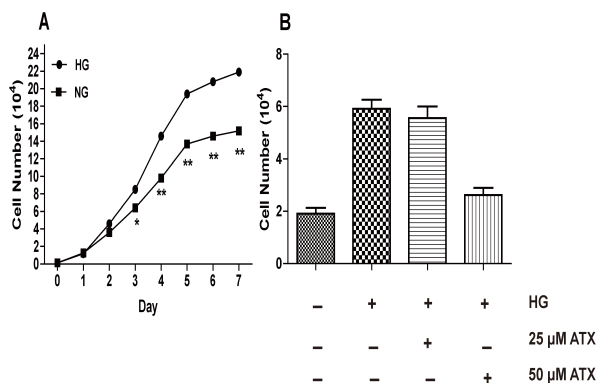 A
Cell Number (10⁴)
24
22
20
18
16
14
12
10
8
6
4
2
0
HG
NG
*
**
**
**
**
0 1 2 3 4 5 6 7
Day
B
Cell Number (10⁴)
8
6
4
2
0
– + + + HG
– – + – 25 µM ATX
– – – + 50 µM ATX